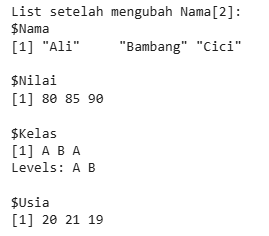 List setelah mengubah Nama[2]:
$Nama
[1] "Ali"     "Bambang" "Cici"
$Nilai
[1] 80 85 90
$Kelas
[1] A B A
Levels: A B
$Usia
[1] 20 21 19